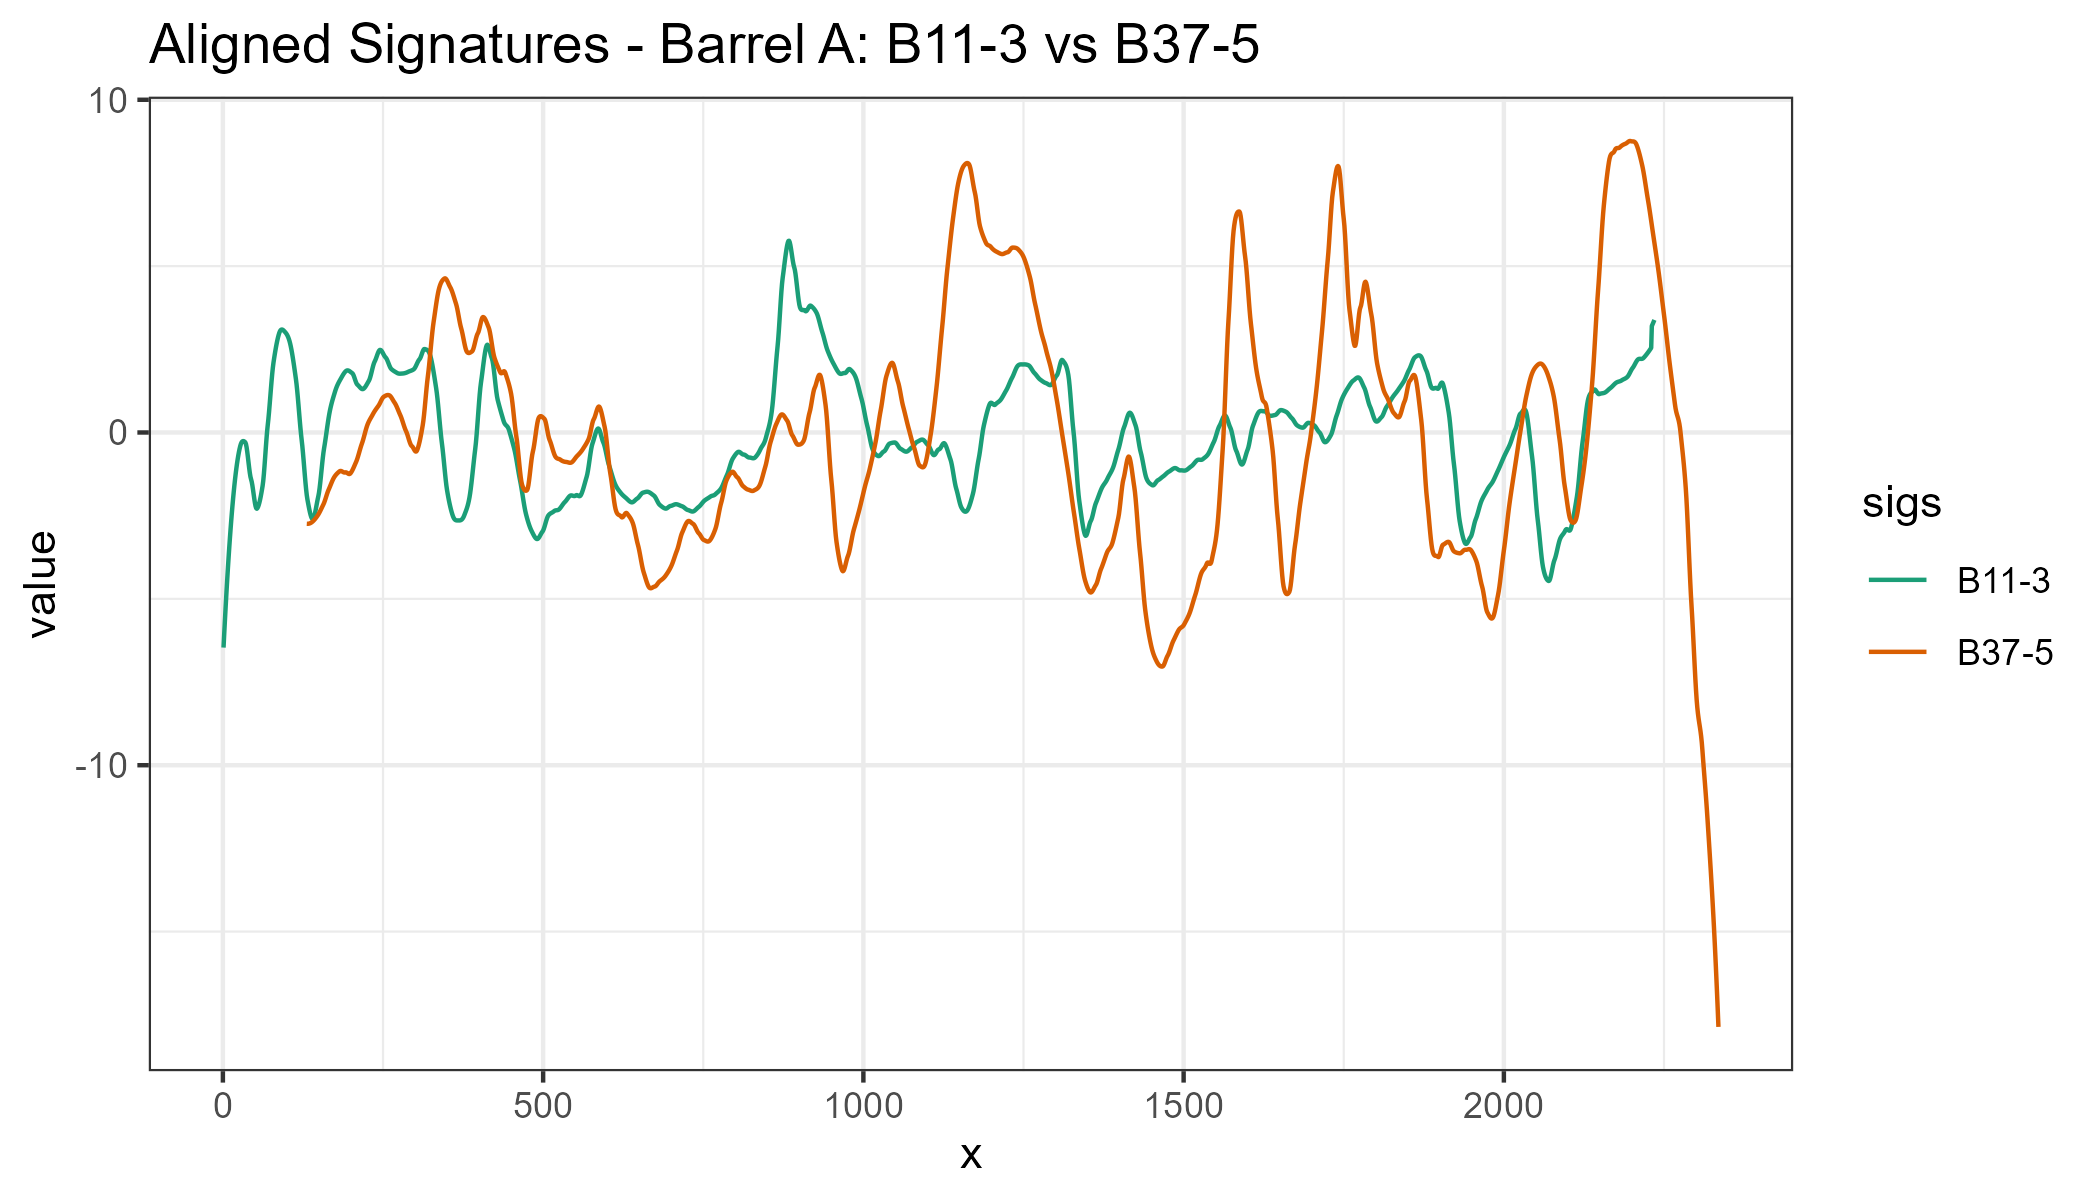 Aligned Signatures - Barrel A: B11-3 vs B37-5
10
0
-10
value
0 500 1000 1500 2000
x
sigs
B11-3
B37-5